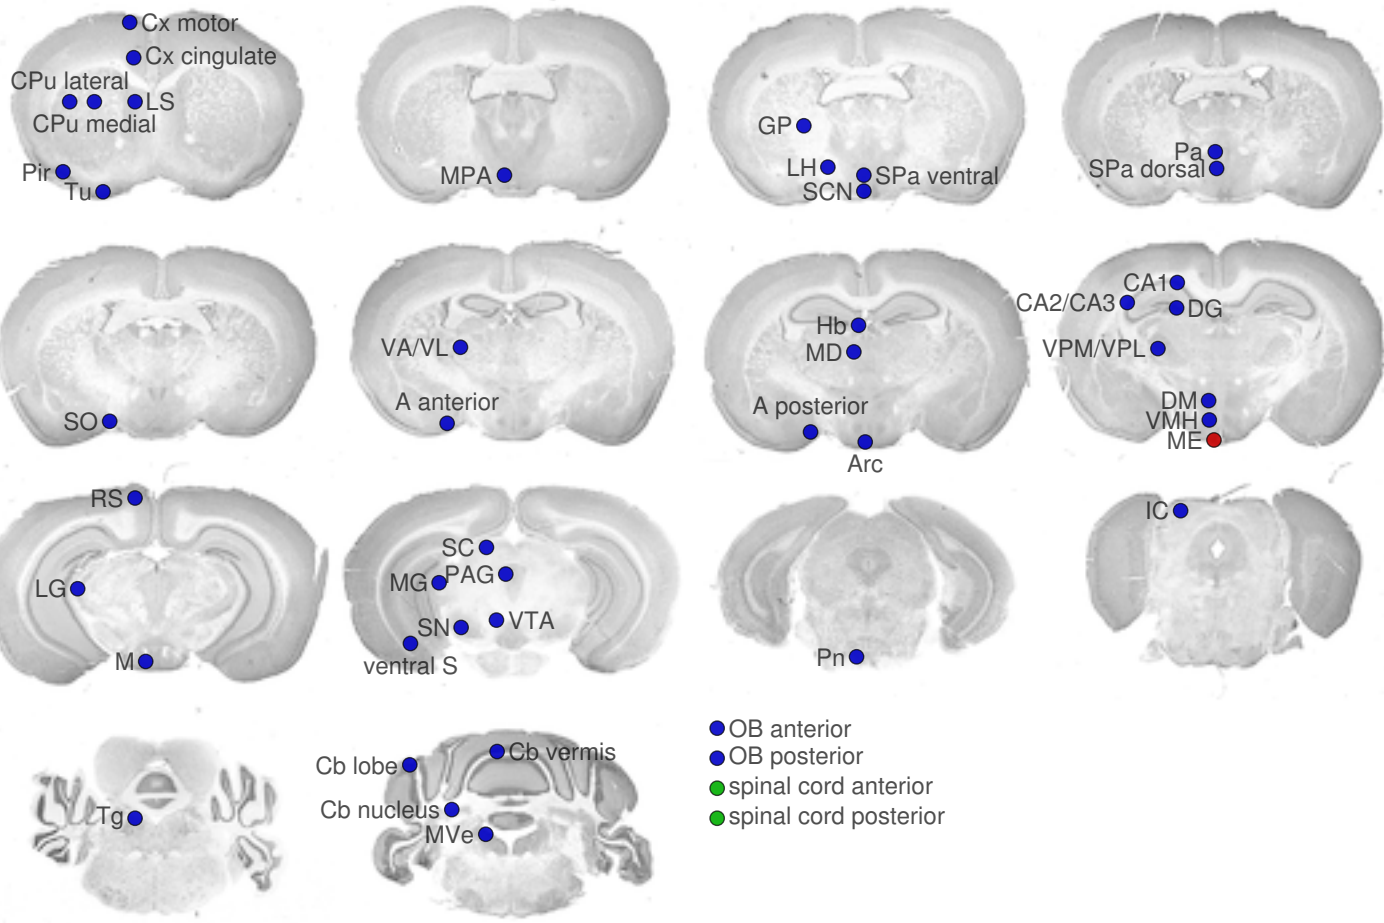 Cx motor
Cx cingulate
CPu lateral
LS
CPu medial
Pir
Tu
MPA
GP
LH
SPa ventral
SCN
Pa
SPa dorsal
SO
VA/VL
A anterior
Hb
MD
A posterior
Arc
CA1
CA2/CA3
DG
VPM/VPL
DM
VMH
ME
RS
LG
M
SC
MG
PAG
SN
VTA
ventral S
Pn
IC
Tg
Cb vermis
Cb lobe
Cb nucleus
MVe
OB anterior
OB posterior
spinal cord anterior
spinal cord posterior